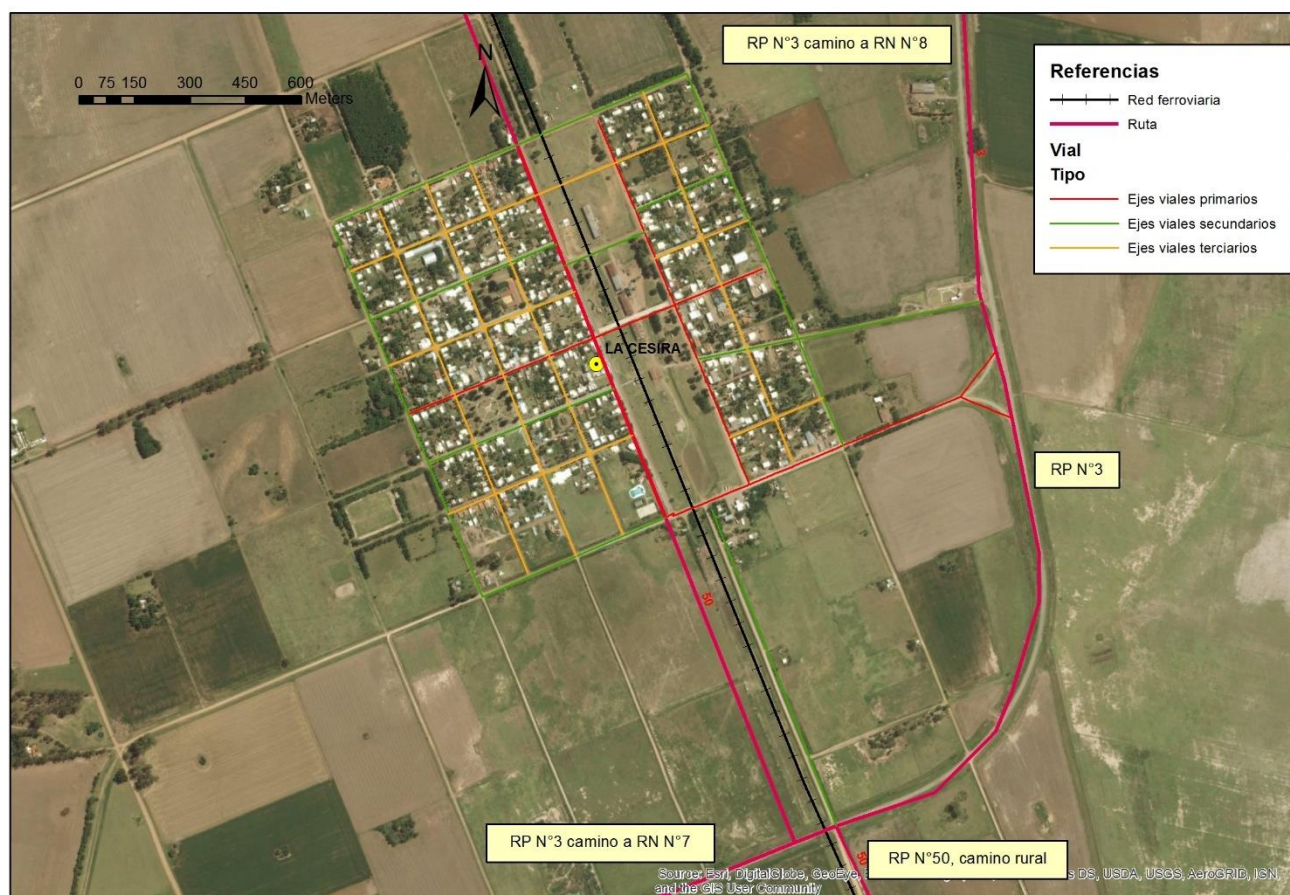 RP N°3 camino a RN N°8
N
0 75 150 300 450 600
Meters
Referencias
Red ferroviaria
Ruta
Vial
Tipo
Ejes viales primarios
Ejes viales secundarios
Ejes viales terciarios
LA CESIRA
RP N°3
50
RP N°3 camino a RN N°7
RP N°50, camino rural
50
Source: Esri, DigitalGlobe, GeoEye, DS, USDA, USGS, AeroGRID, IGN,
and the GIS User Community